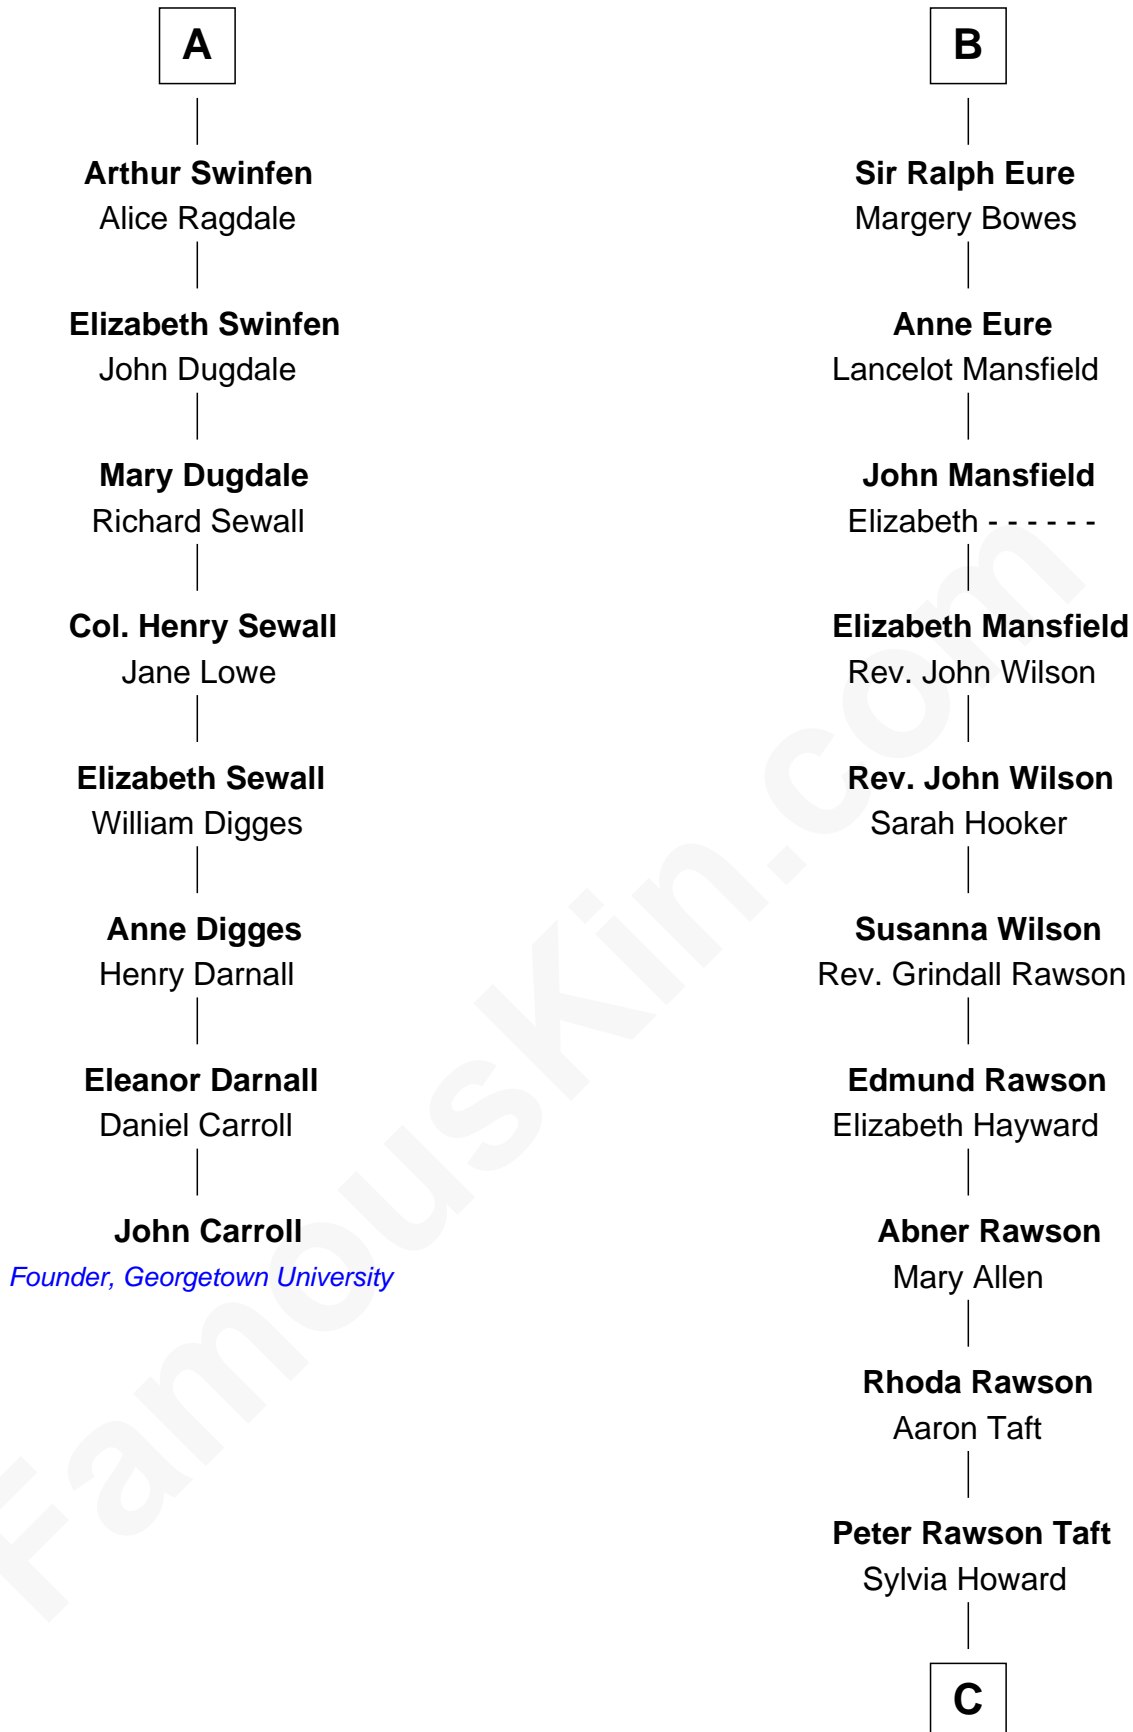 A
Arthur Swinfen
Alice Ragdale
Elizabeth Swinfen
John Dugdale
Mary Dugdale
Richard Sewall
Col. Henry Sewall
Jane Lowe
Elizabeth Sewall
William Digges
Anne Digges
Henry Darnall
Eleanor Darnall
Daniel Carroll
John Carroll
Founder, Georgetown University
B
Sir Ralph Eure
Margery Bowes
Anne Eure
Lancelot Mansfield
John Mansfield
Elizabeth - - - - - -
Elizabeth Mansfield
Rev. John Wilson
Rev. John Wilson
Sarah Hooker
Susanna Wilson
Rev. Grindall Rawson
Edmund Rawson
Elizabeth Hayward
Abner Rawson
Mary Allen
Rhoda Rawson
Aaron Taft
Peter Rawson Taft
Sylvia Howard
C
FamousKin.com